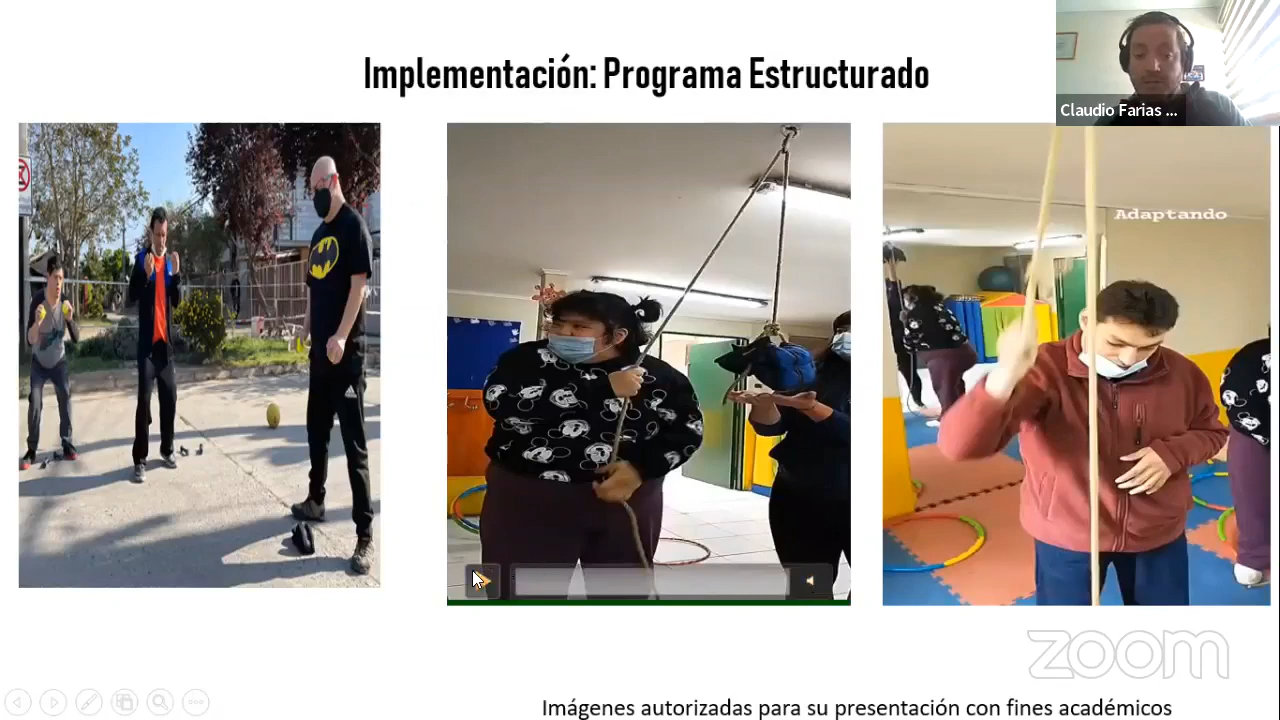 Implementación: Programa Estructurado
Claudio Farias ...
Adaptando
zoom
Imágenes autorizadas para su presentación con fines académicos